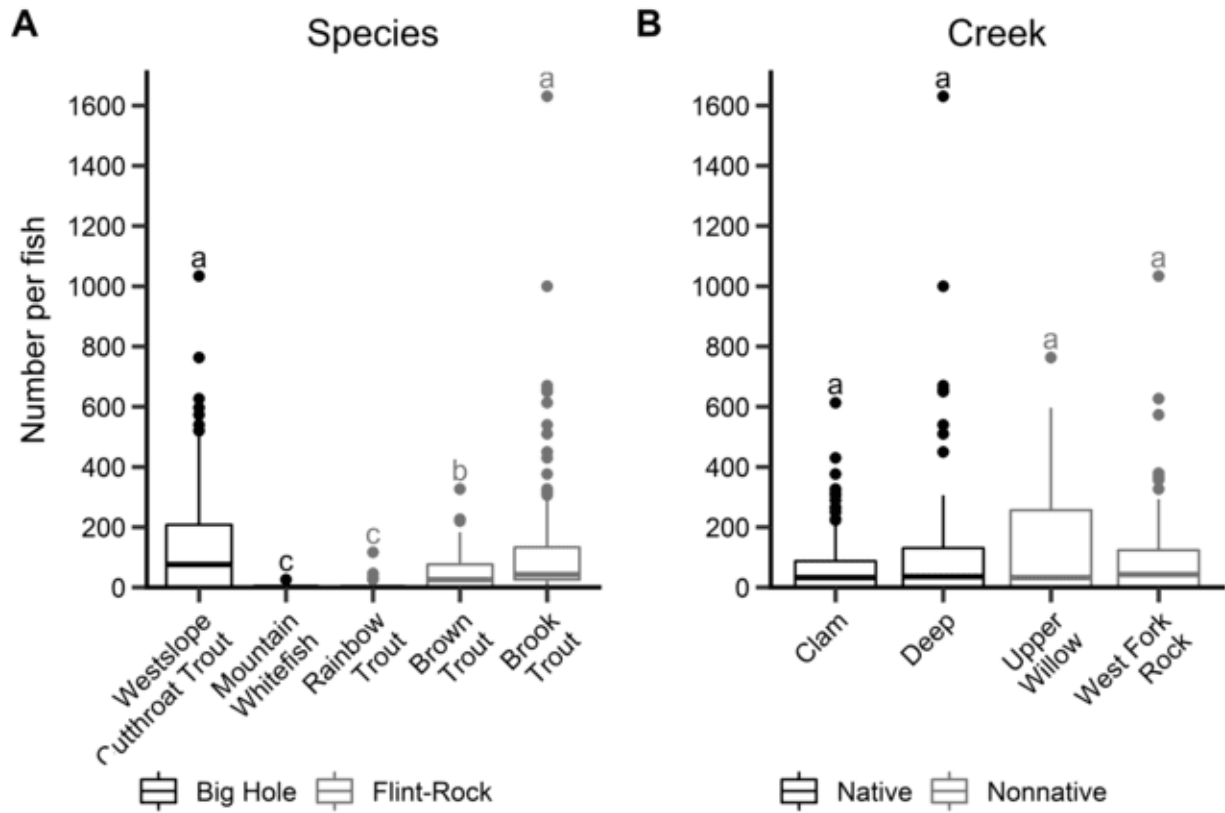 A
Species
Number per fish
1600
1400
1200
1000
800
600
400
200
0
a
c
c
b
a
Westslope
Cutthroat Trout
Mountain
Whitefish
Rainbow
Trout
Brown
Trout
Brook
Trout
Big Hole
Flint-Rock
B
Creek
1600
1400
1200
1000
800
600
400
200
0
a
a
a
a
Clam
Deep
Upper
Willow
West Fork
Rock
Native
Nonnative